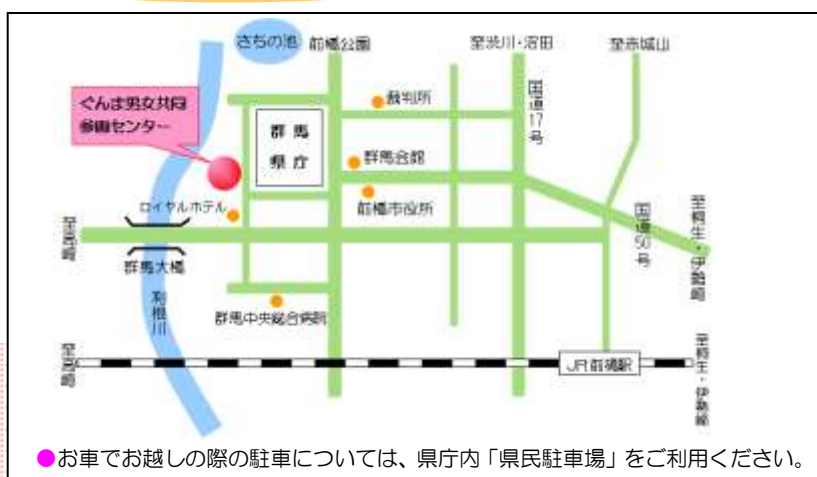 さちの池
前橋公園
至渋川・沼田
至赤城山
ぐんま男女共同
参画センター
裁判所
国道17号
群馬
県庁
群馬会館
ロイヤルホテル
前橋市役所
至高崎
国道50号
至桐生・伊勢崎
群馬大橋
利根川
群馬中央総合病院
至高崎
JR前橋駅
至桐生・伊勢崎
●お車でお越しの際の駐車については、県庁内「県民駐車場」をご利用ください。